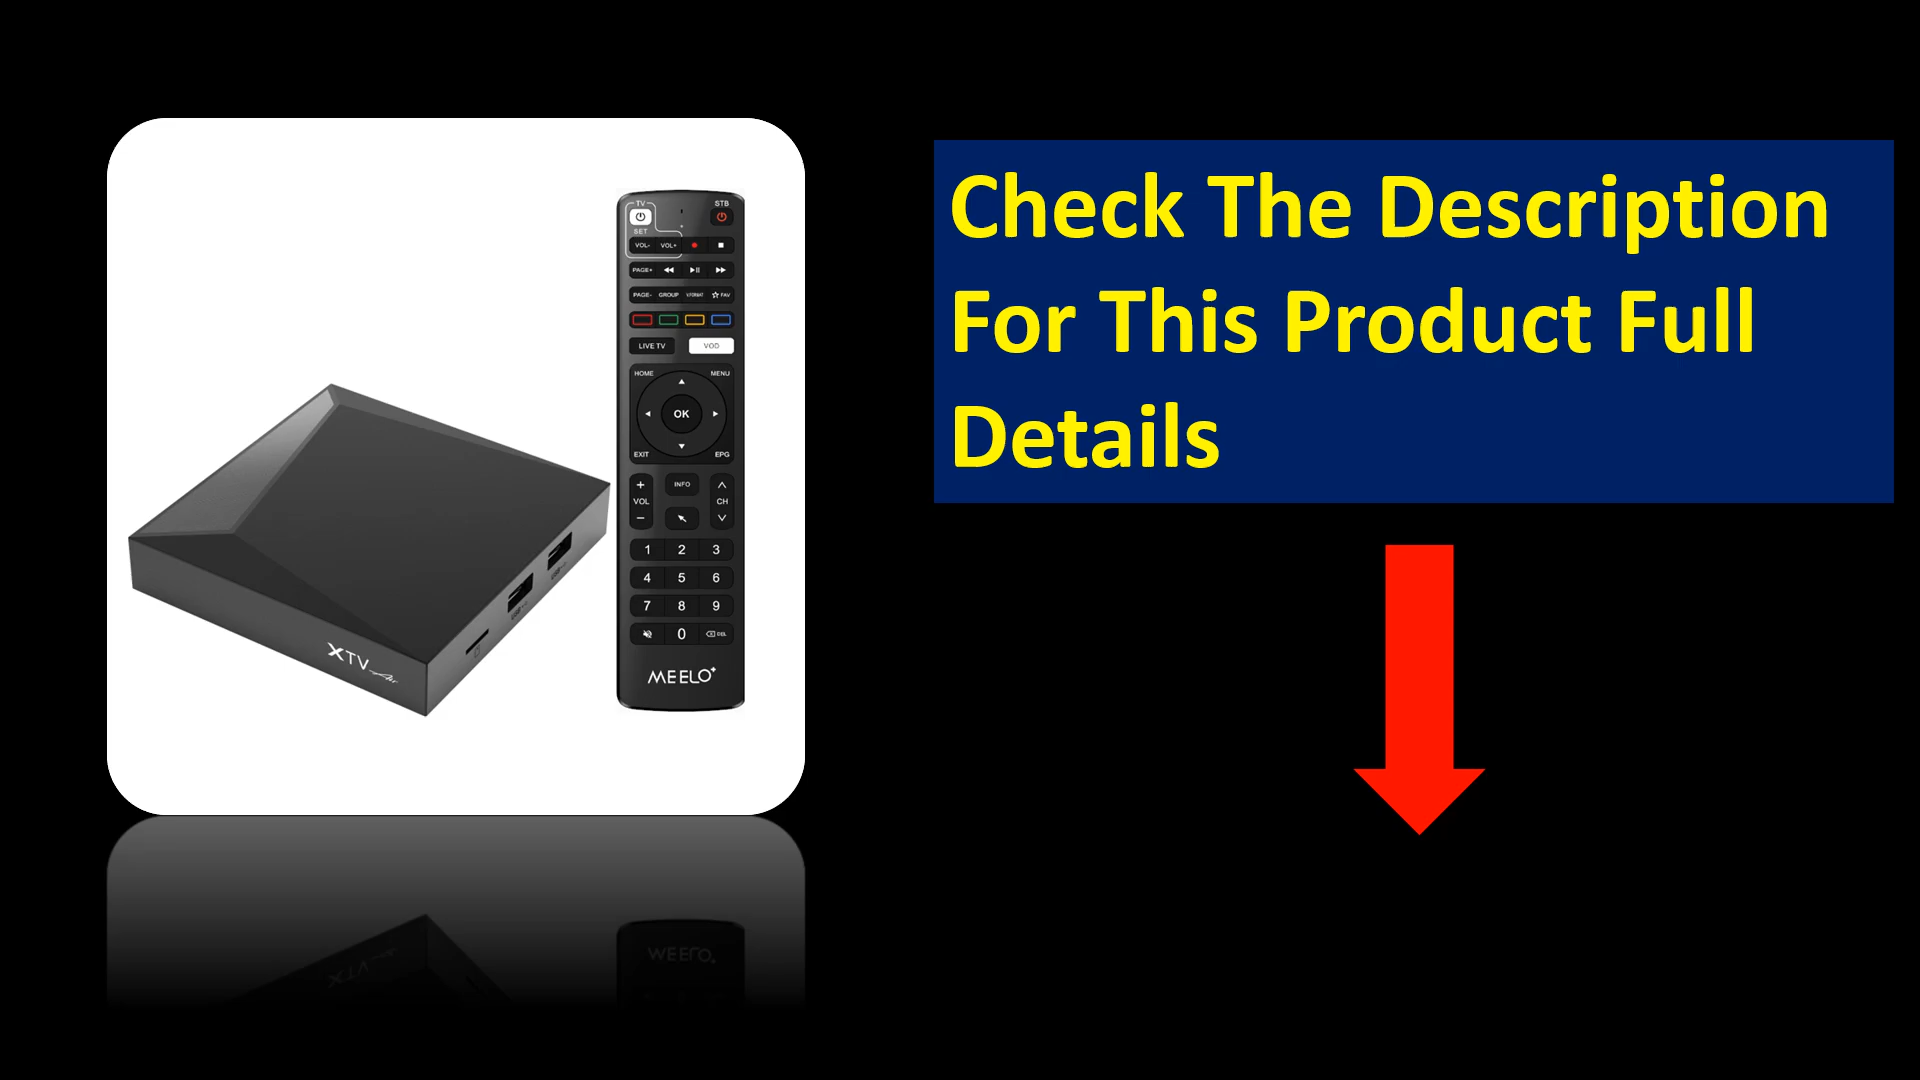 Check The Description
For This Product Full
Details
TV
STB
SET
VOL- VOL+
PAGE+
PAGE- GROUP V.FORMAT FAV
LIVE TV VOD
HOME MENU
OK
EXIT EPG
+ INFO
VOL CH
-
1 2 3
4 5 6
7 8 9
0 DEL
MEELO+
XTV Air